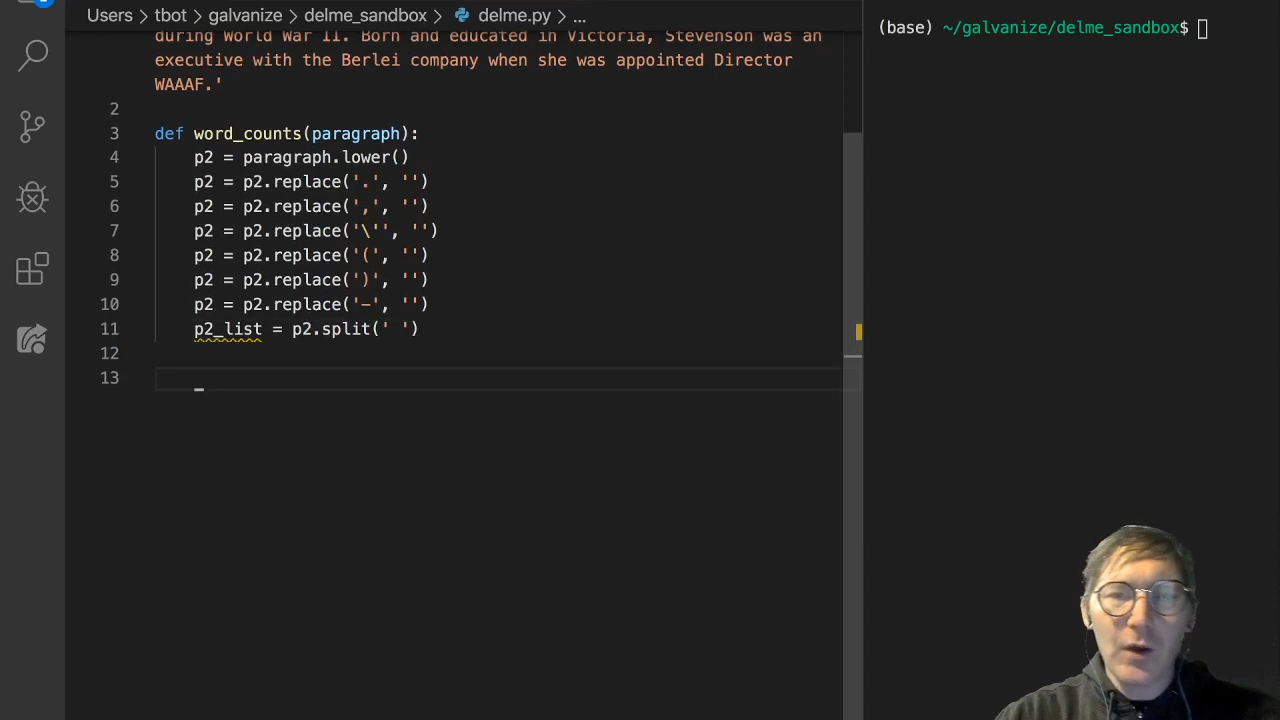 Users > tbot > galvanize > delme_sandbox > delme.py > ...
(base) ~/galvanize/delme_sandbox$
during World War II. Born and educated in Victoria, Stevenson was an
executive with the Berlei company when she was appointed Director
WAAAF.'
2
3 def word_counts(paragraph):
4 p2 = paragraph.lower()
5 p2 = p2.replace('.', '')
6 p2 = p2.replace(',', '')
7 p2 = p2.replace('\'', '')
8 p2 = p2.replace('(', '')
9 p2 = p2.replace(')', '')
10 p2 = p2.replace('-', '')
11 p2_list = p2.split(' ')
12
13